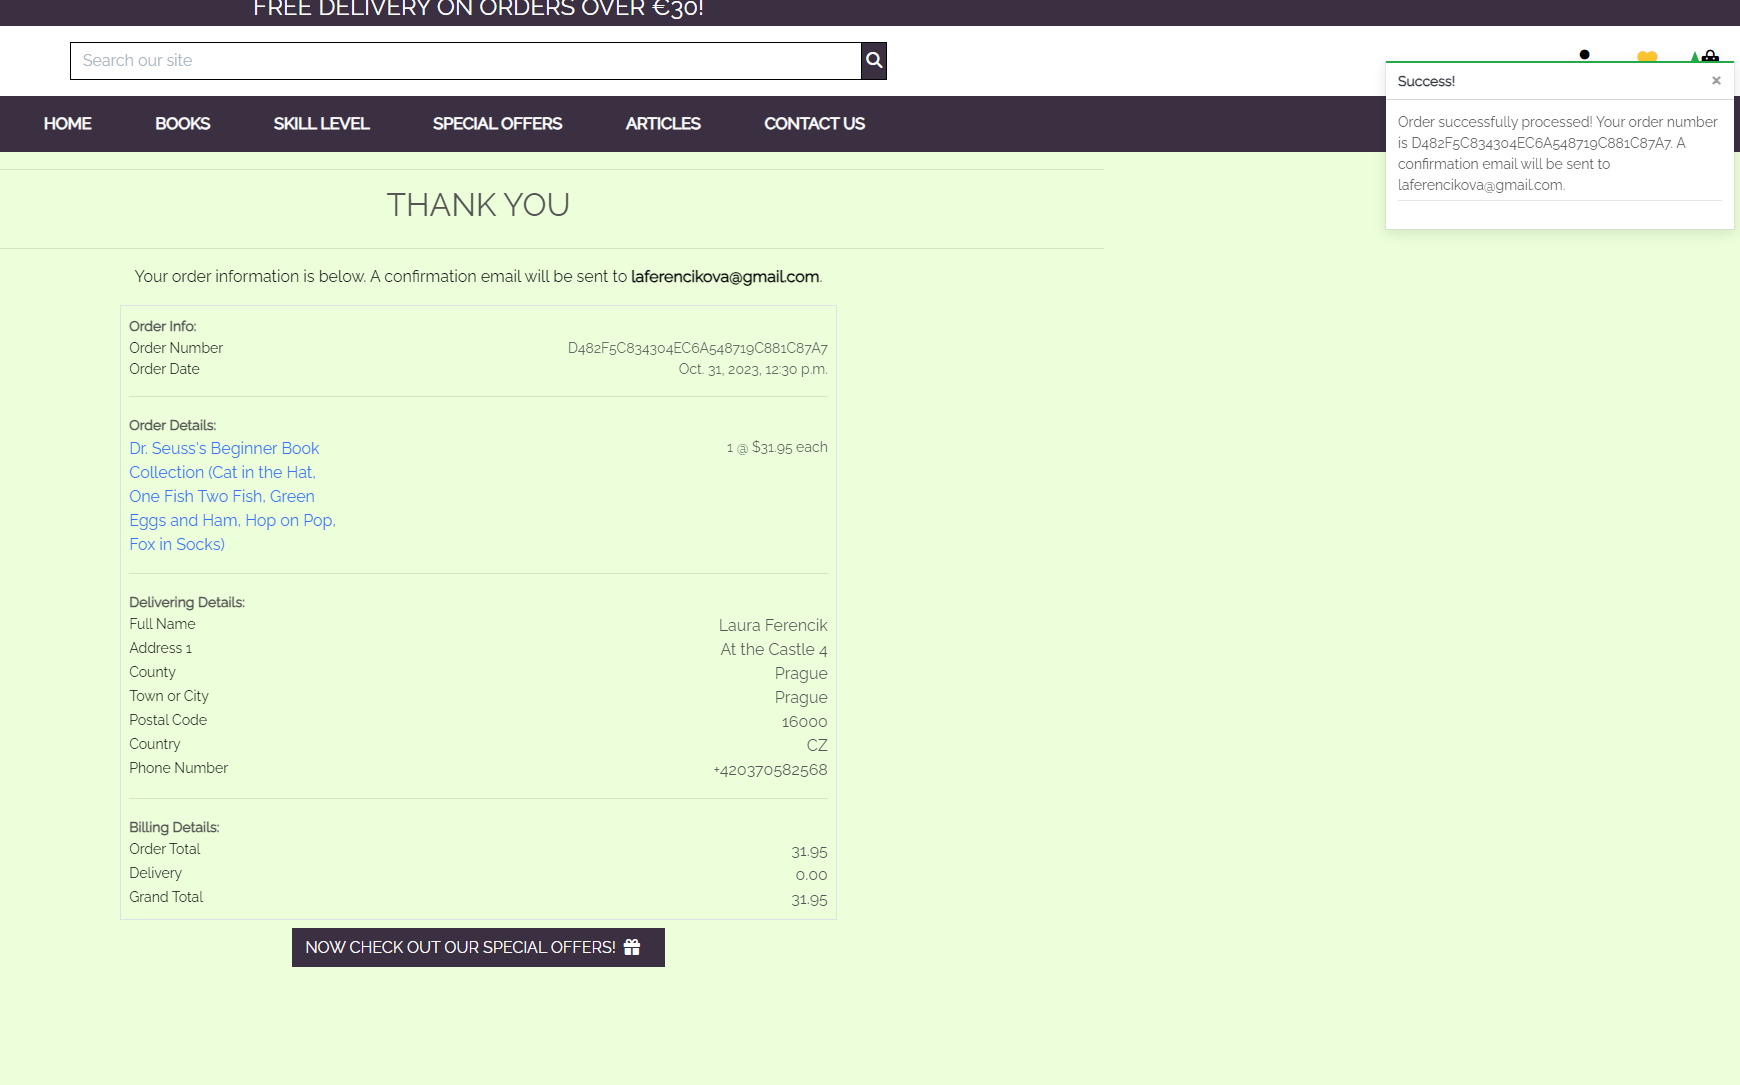 FREE DELIVERY ON ORDERS OVER €30!
Search our site
HOME BOOKS SKILL LEVEL SPECIAL OFFERS ARTICLES CONTACT US
Success! ×
Order successfully processed! Your order number
is D482F5C834304EC6A548719C881C87A7. A
confirmation email will be sent to
laferencikova@gmail.com.
THANK YOU
Your order information is below. A confirmation email will be sent to laferencikova@gmail.com.
Order Info:
Order Number D482F5C834304EC6A548719C881C87A7
Order Date Oct. 31, 2023, 12:30 p.m.
Order Details:
Dr. Seuss's Beginner Book 1 @ $31.95 each
Collection (Cat in the Hat,
One Fish Two Fish, Green
Eggs and Ham, Hop on Pop,
Fox in Socks)
Delivering Details:
Full Name Laura Ferencik
Address 1 At the Castle 4
County Prague
Town or City Prague
Postal Code 16000
Country CZ
Phone Number +420370582568
Billing Details:
Order Total 31.95
Delivery 0.00
Grand Total 31.95
NOW CHECK OUT OUR SPECIAL OFFERS!